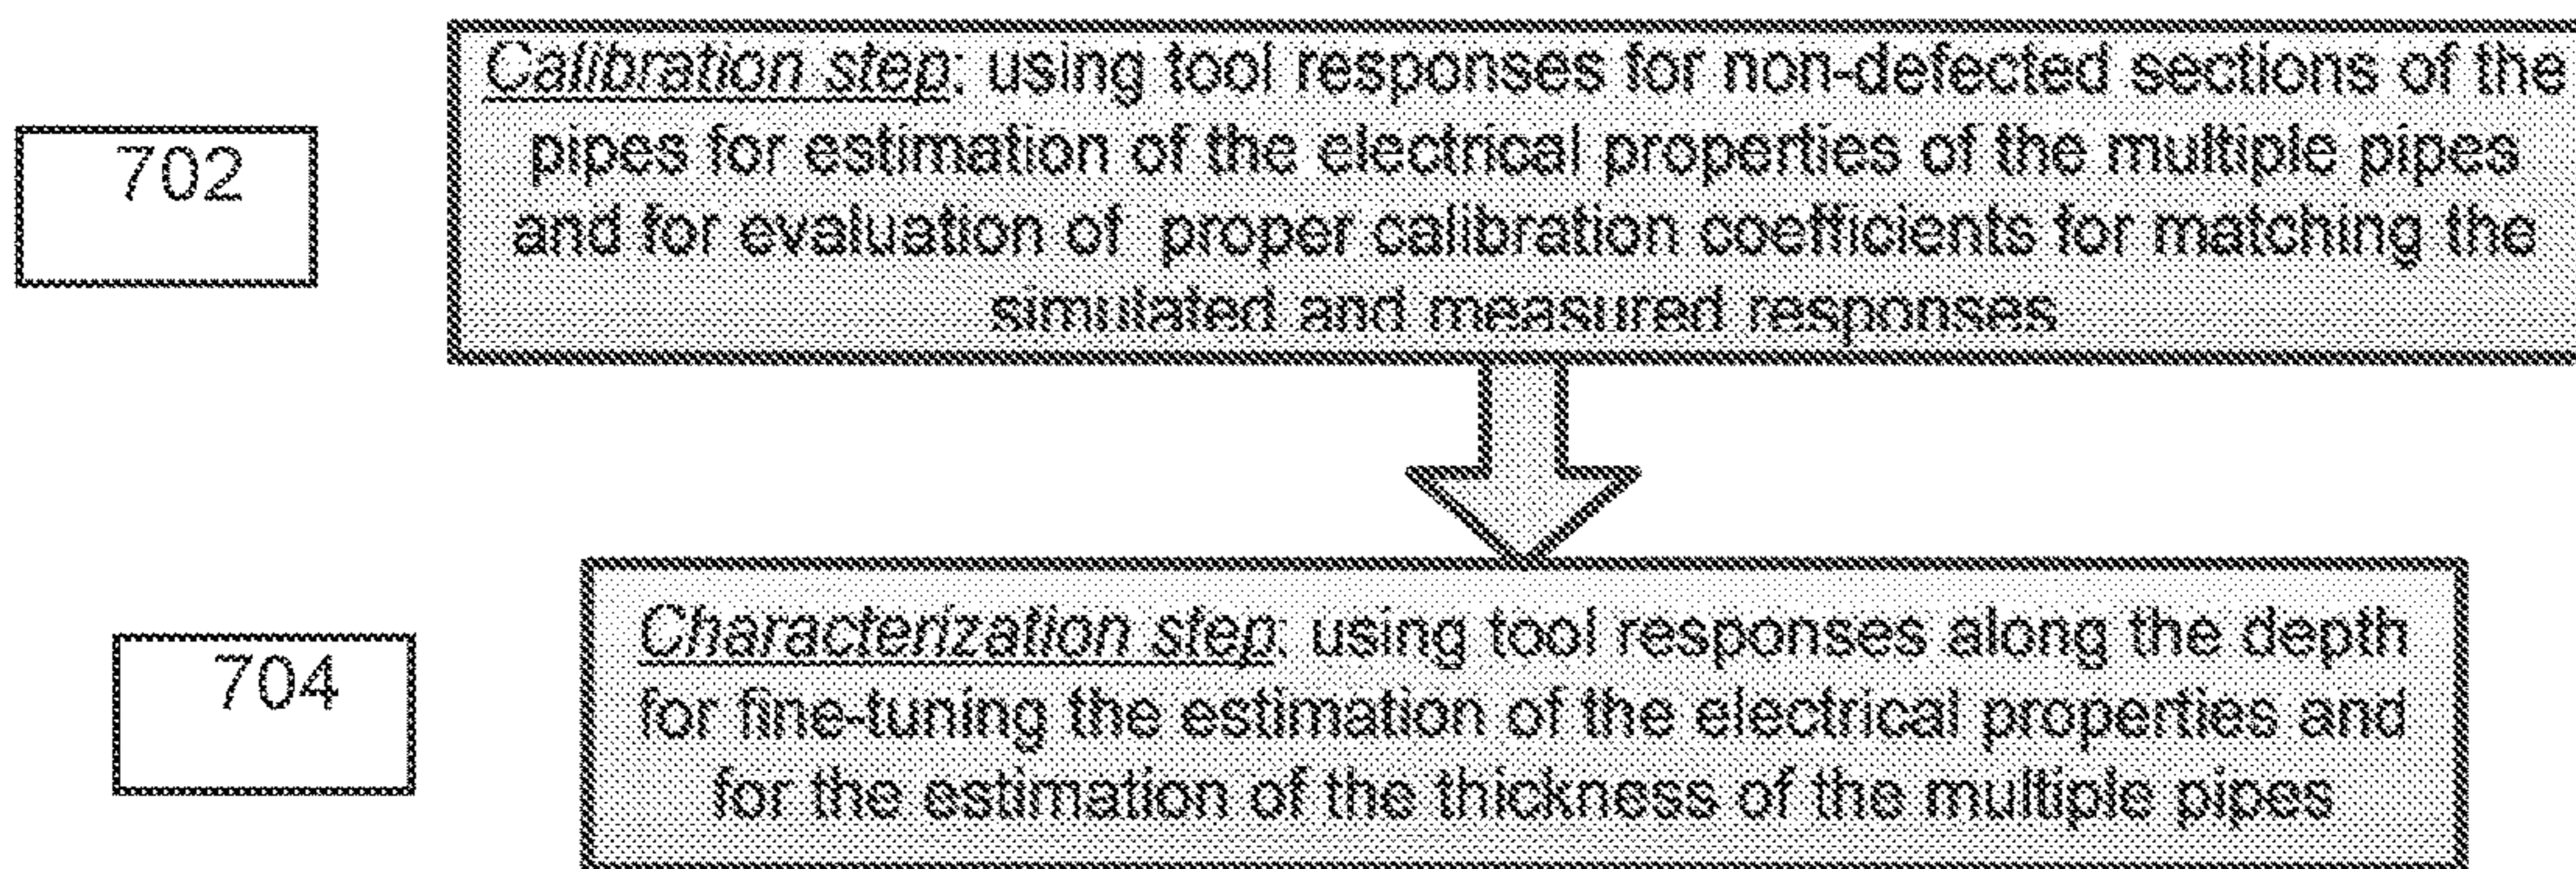 702
Calibration step: using tool responses for non-defected sections of the
pipes for estimation of the electrical properties of the multiple pipes
and for evaluation of proper calibration coefficients for matching the
simulated and measured responses
704
Characterization step: using tool responses along the depth
for fine-tuning the estimation of the electrical properties and
for the estimation of the thickness of the multiple pipes